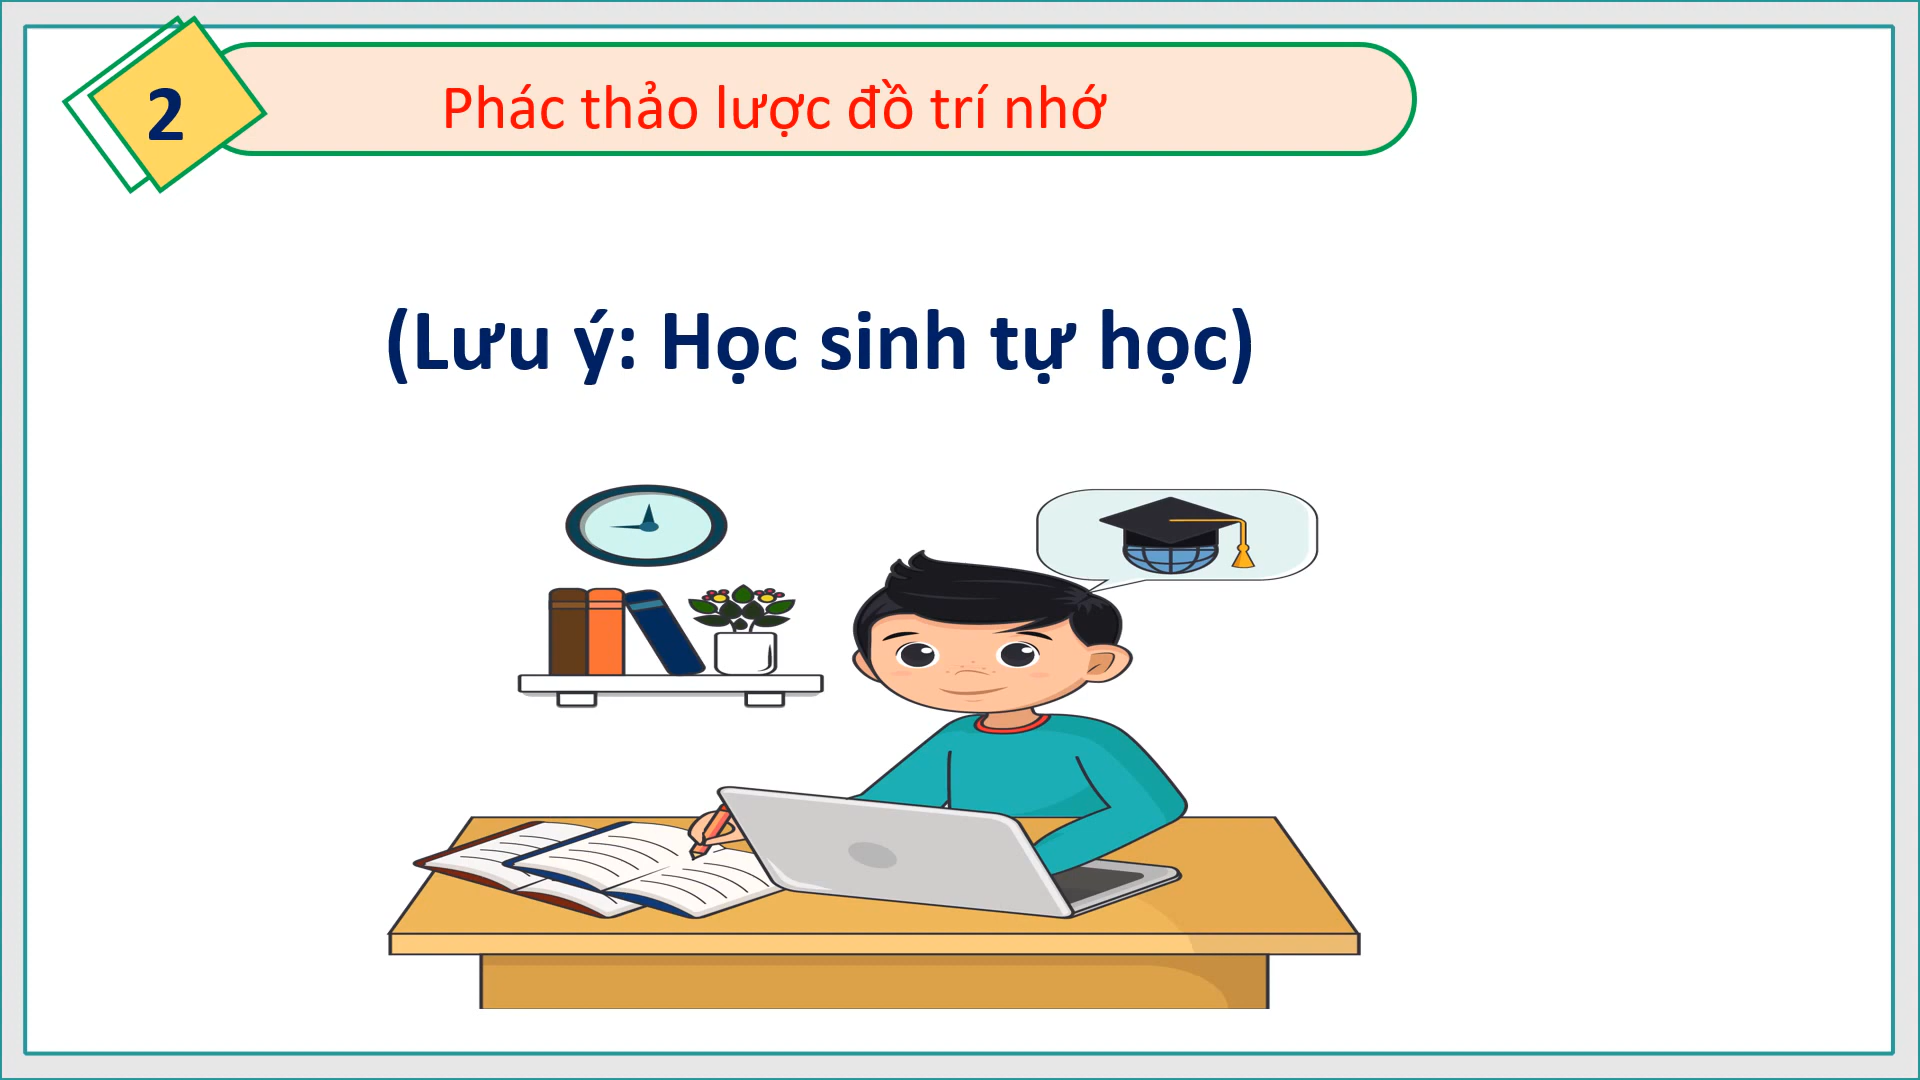 2
Phác thảo lược đồ trí nhớ
(Lưu ý: Học sinh tự học)